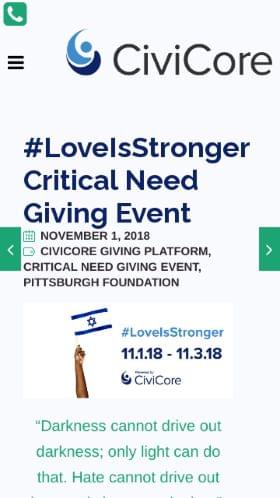 CiviCore
#LoveIsStronger
Critical Need
Giving Event
NOVEMBER 1, 2018
CIVICORE GIVING PLATFORM,
CRITICAL NEED GIVING EVENT,
PITTSBURGH FOUNDATION
#LoveIsStronger
11.1.18 - 11.3.18
Powered by
CiviCore
“Darkness cannot drive out
darkness; only light can do
that. Hate cannot drive out